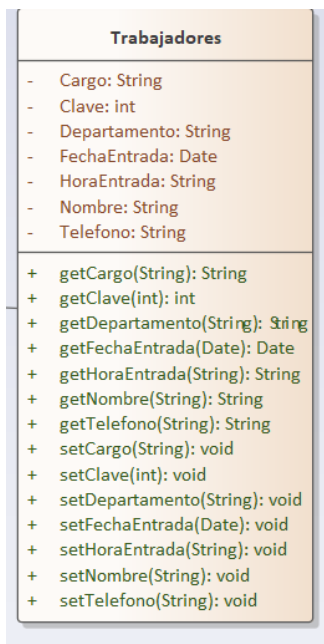 Trabajadores
- Cargo: String
- Clave: int
- Departamento: String
- FechaEntrada: Date
- HoraEntrada: String
- Nombre: String
- Telefono: String
+ getCargo(String): String
+ getClave(int): int
+ getDepartamento(String): String
+ getFechaEntrada(Date): Date
+ getHoraEntrada(String): String
+ getNombre(String): String
+ getTelefono(String): String
+ setCargo(String): void
+ setClave(int): void
+ setDepartamento(String): void
+ setFechaEntrada(Date): void
+ setHoraEntrada(String): void
+ setNombre(String): void
+ setTelefono(String): void